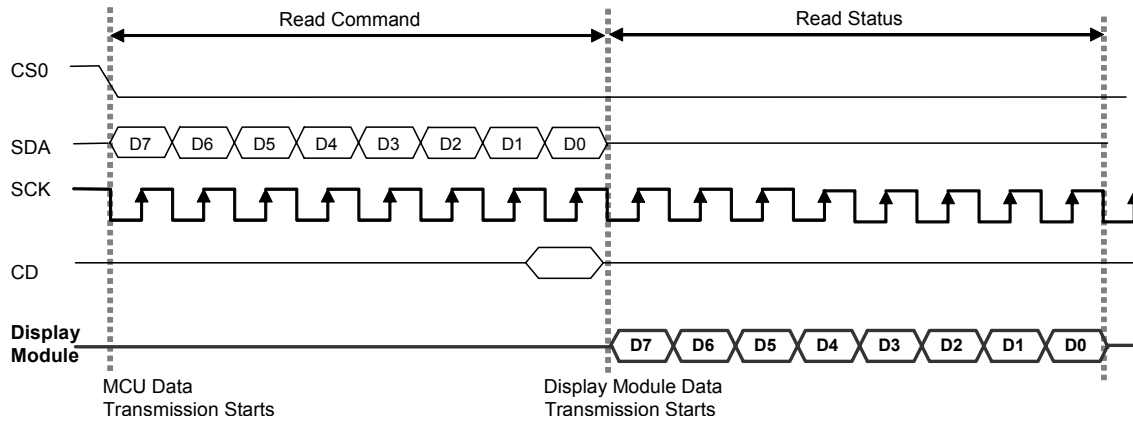 Read Command
Read Status
CS0
SDA
D7 D6 D5 D4 D3 D2 D1 D0
SCK
CD
Display
Module
D7 D6 D5 D4 D3 D2 D1 D0
MCU Data
Transmission Starts
Display Module Data
Transmission Starts